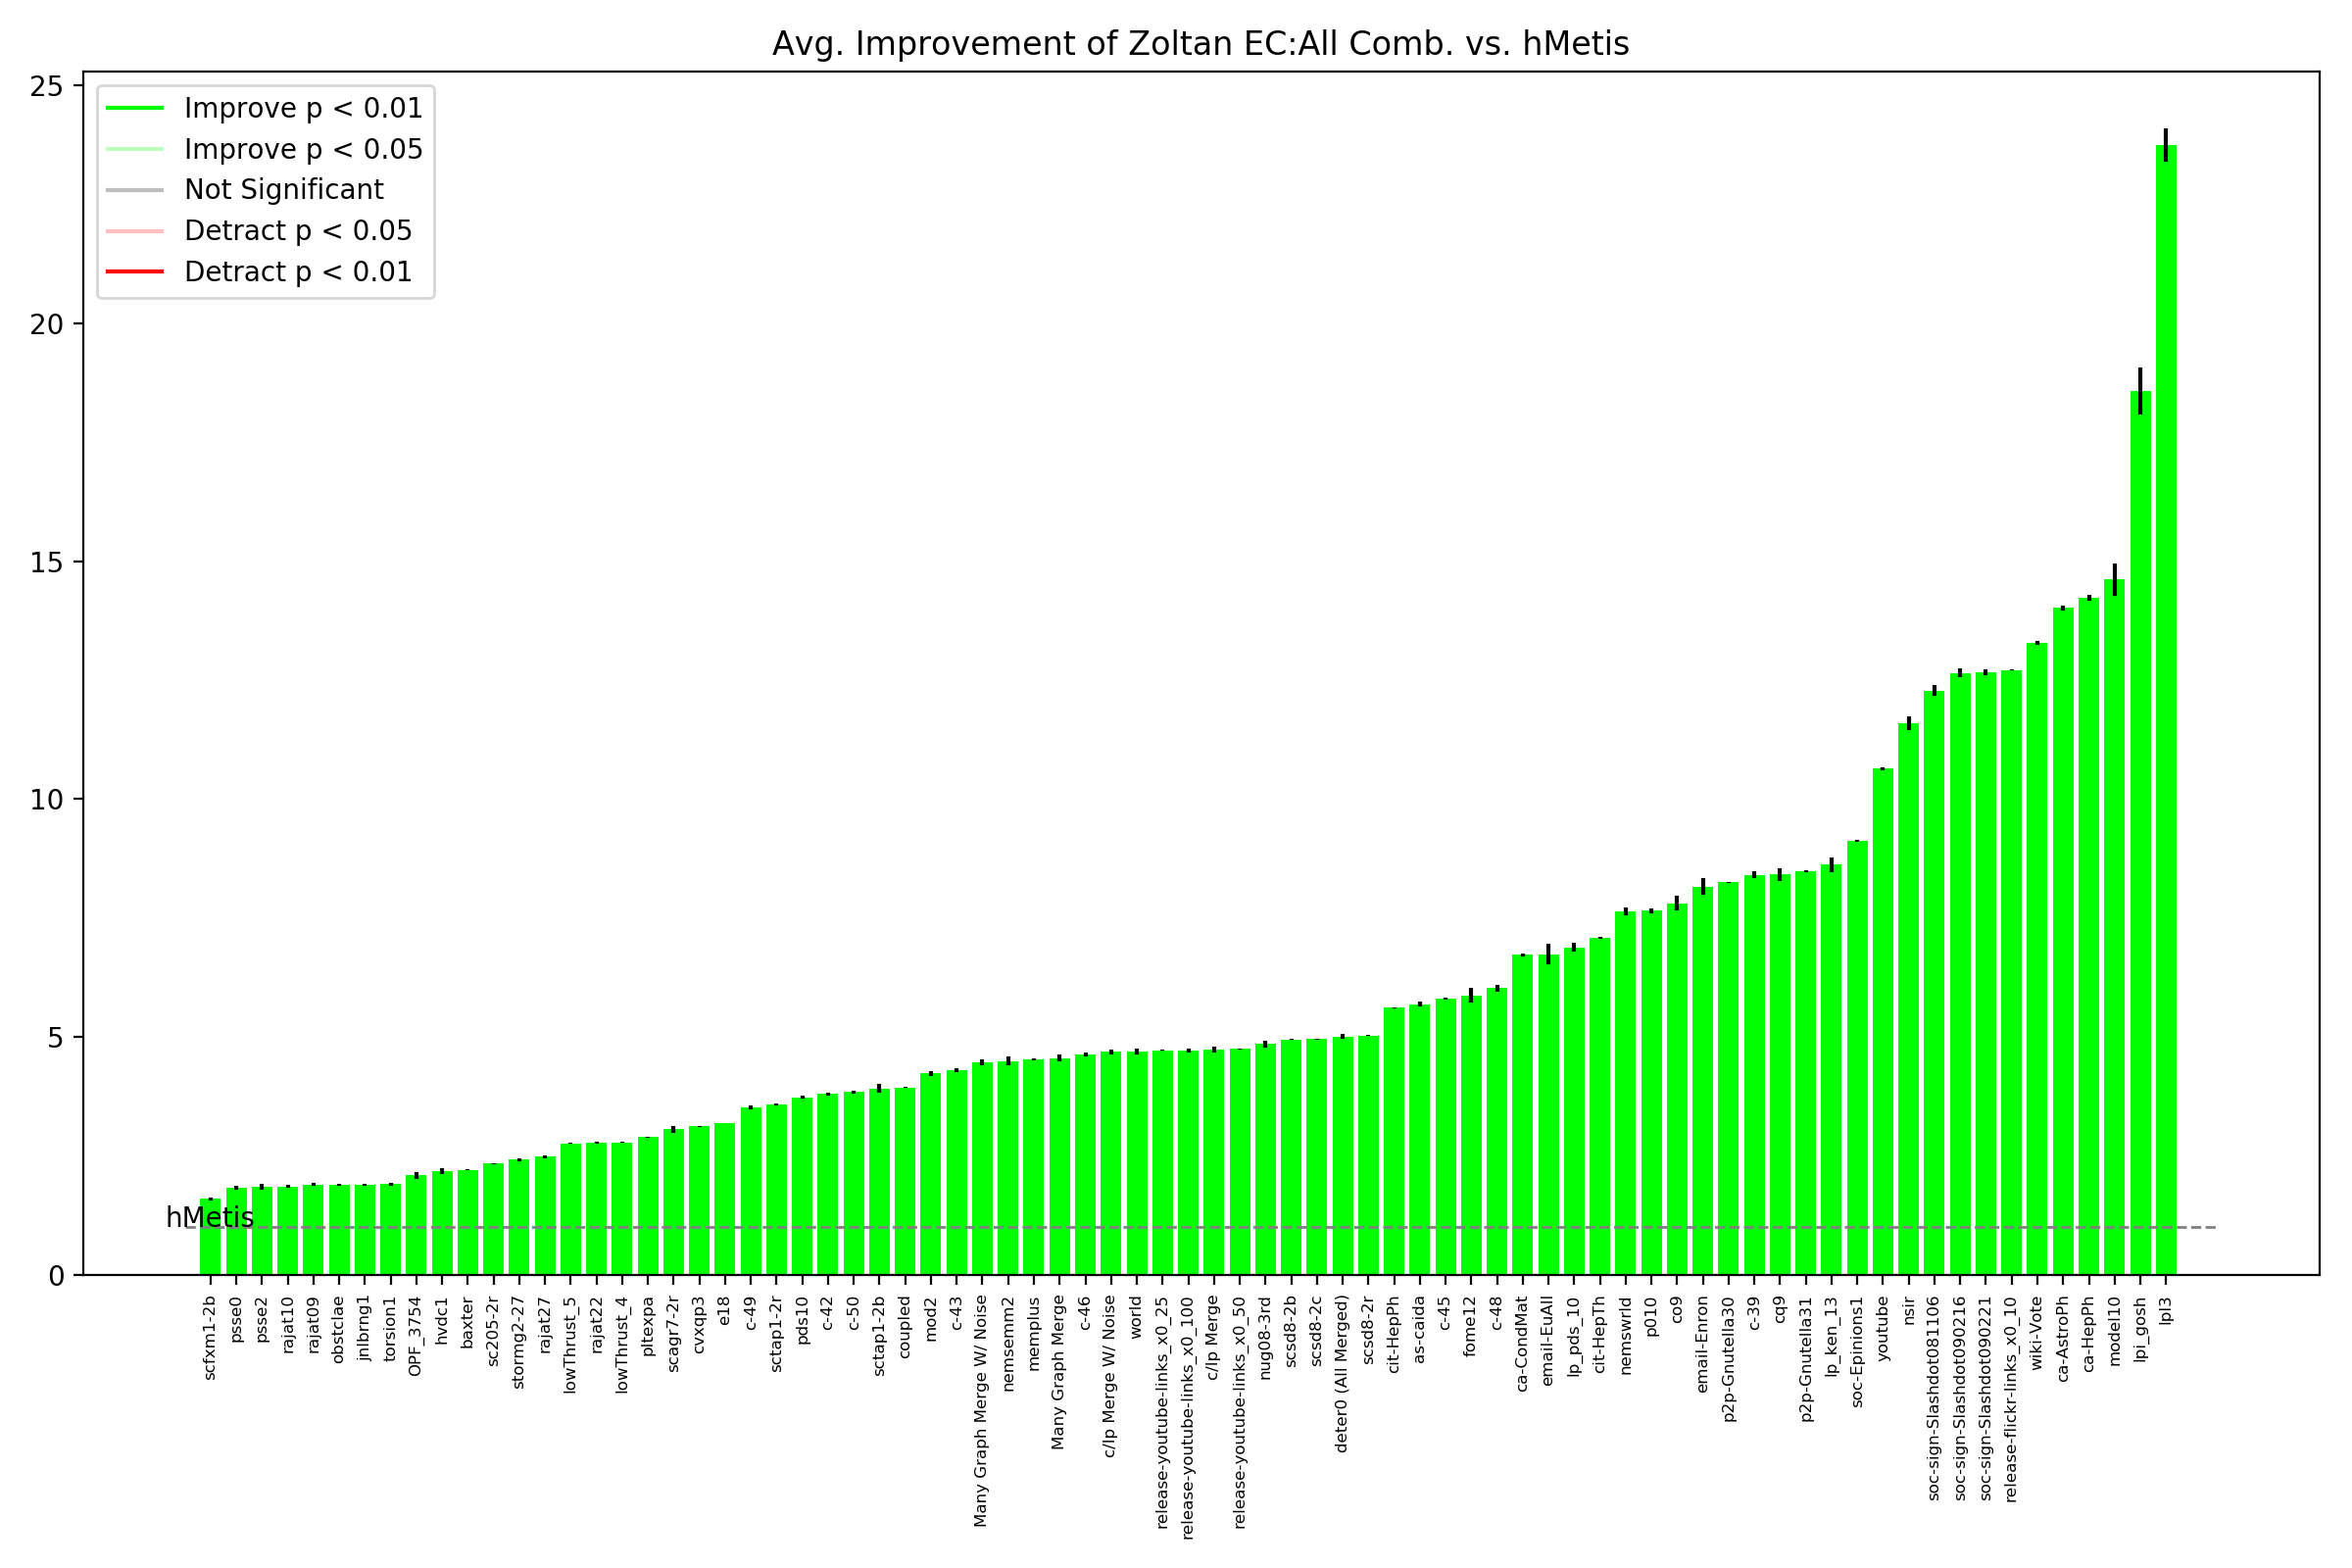 Avg. Improvement of Zoltan EC:All Comb. vs. hMetis
25
20
15
10
5
0
Improve p < 0.01
Improve p < 0.05
Not Significant
Detract p < 0.05
Detract p < 0.01
hMetis
scfxm1-2b
psse0
psse2
rajat10
rajat09
obstclae
jnlbrng1
torsion1
OPF_3754
hvdc1
baxter
sc205-2r
stormg2-27
rajat27
lowThrust_5
rajat22
lowThrust_4
pltexpa
scagr7-2r
cvxqp3
e18
c-49
sctap1-2r
pds10
c-42
c-50
sctap1-2b
coupled
mod2
c-43
Many Graph Merge W/ Noise
nemsemm2
memplus
Many Graph Merge
c-46
c/lp Merge W/ Noise
world
release-youtube-links_x0_25
release-youtube-links_x0_100
c/lp Merge
release-youtube-links_x0_50
nug08-3rd
scsd8-2b
scsd8-2c
deter0 (All Merged)
scsd8-2r
cit-HepPh
as-caida
c-45
fome12
c-48
ca-CondMat
email-EuAll
lp_pds_10
cit-HepTh
nemswrld
p010
co9
email-Enron
p2p-Gnutella30
c-39
cq9
p2p-Gnutella31
lp_ken_13
soc-Epinions1
youtube
nsir
soc-sign-Slashdot081106
soc-sign-Slashdot090216
soc-sign-Slashdot090221
release-flickr-links_x0_10
wiki-Vote
ca-AstroPh
ca-HepPh
model10
lpi_gosh
lpl3